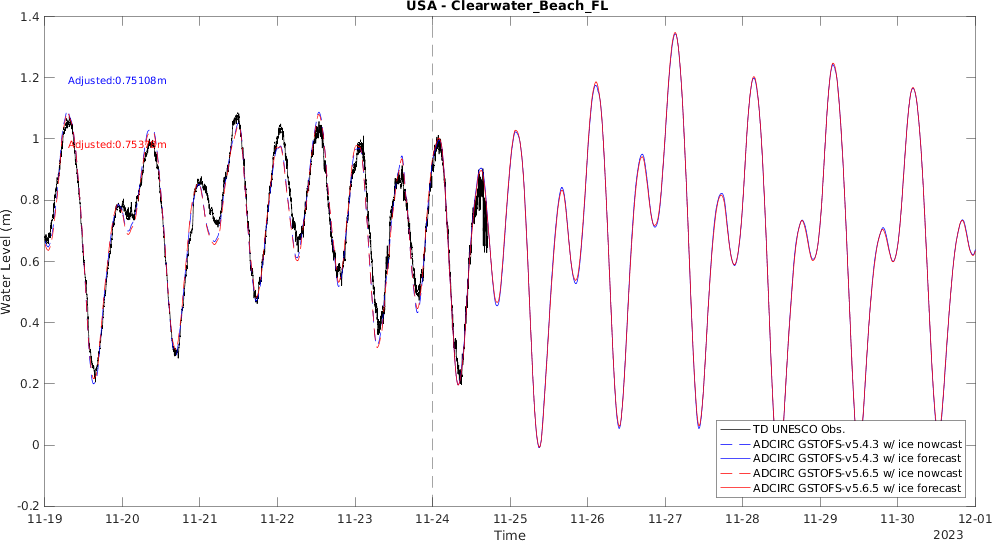 USA - Clearwater_Beach_FL
1.4
1.2
1
0.8
0.6
0.4
0.2
0
-0.2
Water Level (m)
Adjusted:0.75108m
TD UNESCO Obs.
ADCIRC GSTOFS-v5.4.3 w/ ice nowcast
ADCIRC GSTOFS-v5.4.3 w/ ice forecast
ADCIRC GSTOFS-v5.6.5 w/ ice nowcast
ADCIRC GSTOFS-v5.6.5 w/ ice forecast
11-19 11-20 11-21 11-22 11-23 11-24 11-25 11-26 11-27 11-28 11-29 11-30 12-01
Time
2023